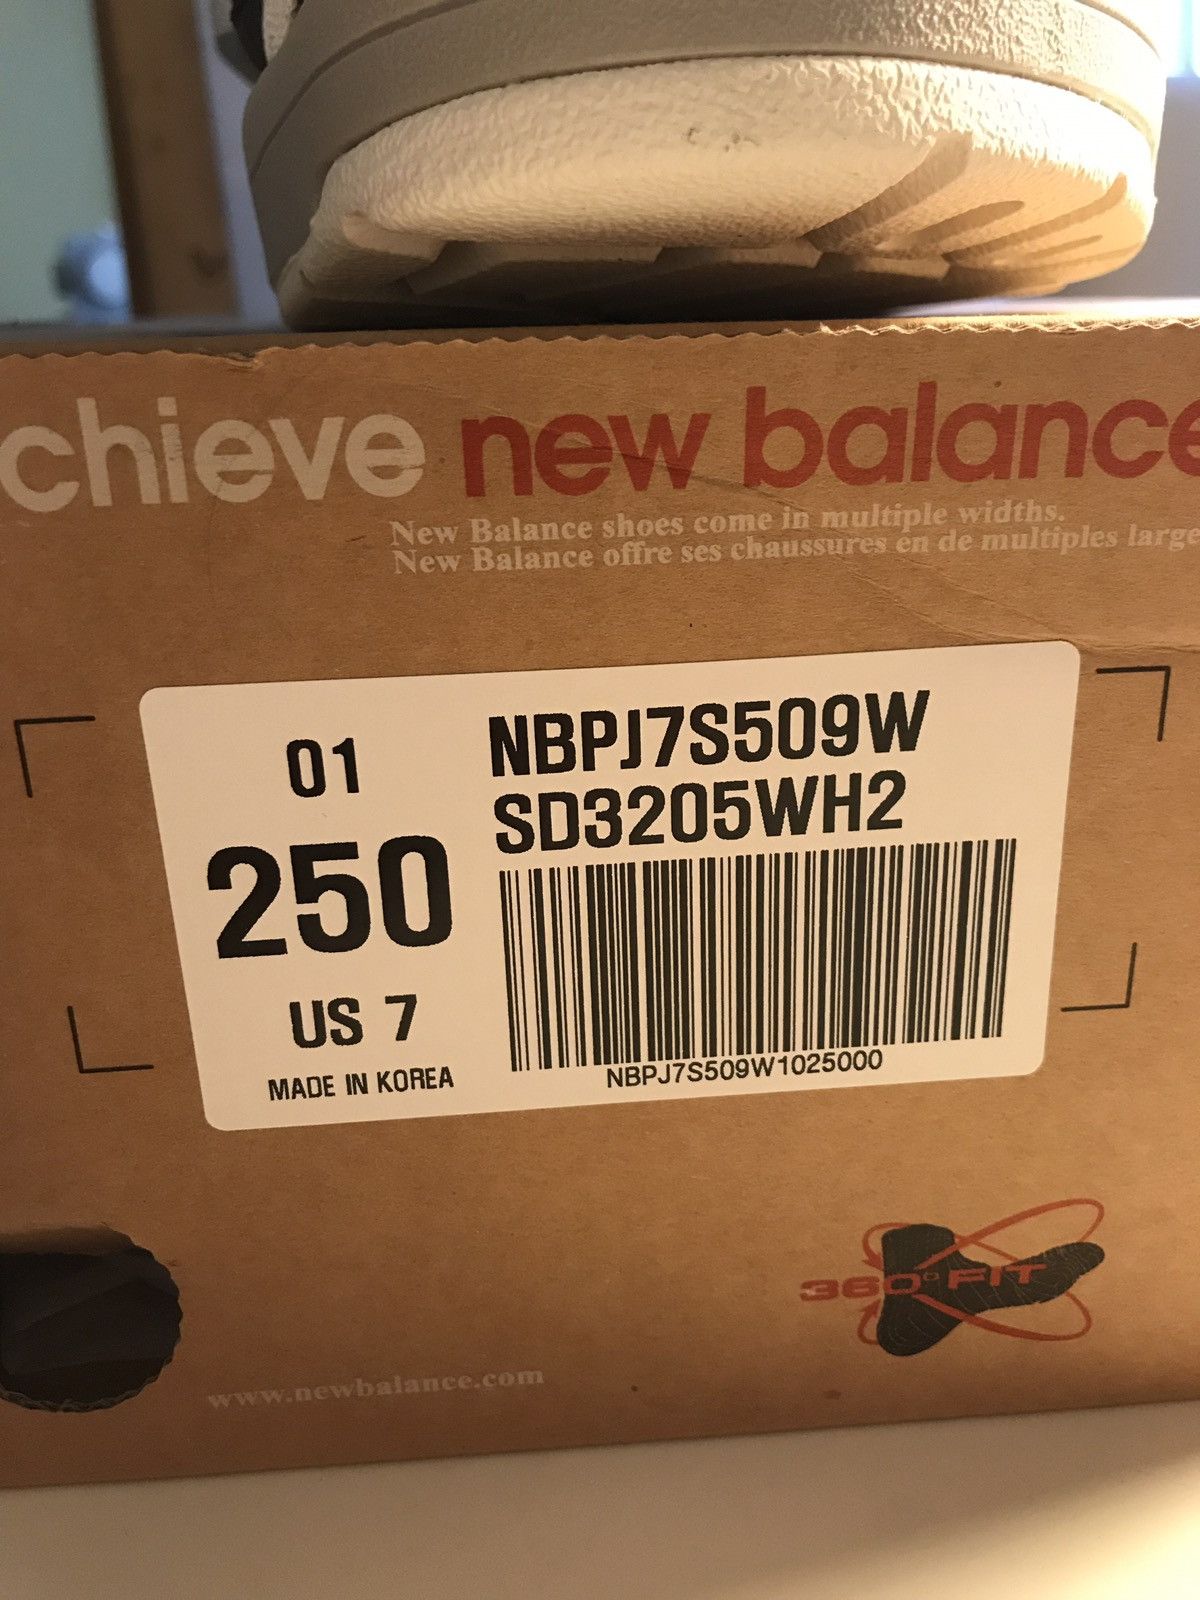 chieve new balance
New Balance shoes come in multiple widths.
New Balance offre ses chaussures en de multiples large
01
250
US 7
MADE IN KOREA
NBPJ7S509W
SD3205WH2
NBPJ7S509W1025000
360° FIT
www.newbalance.com